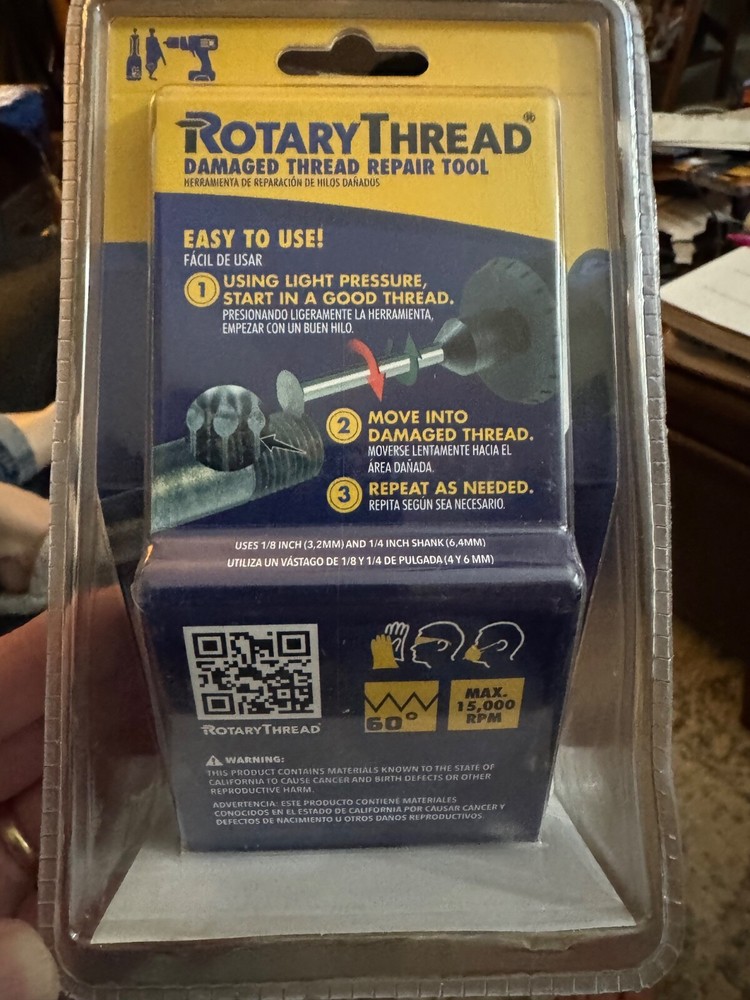 ROTARYTHREAD®
DAMAGED THREAD REPAIR TOOL
HERRAMIENTA DE REPARACIÓN DE HILOS DAÑADOS
EASY TO USE!
FÁCIL DE USAR
1 USING LIGHT PRESSURE,
START IN A GOOD THREAD.
PRESIONANDO LIGERAMENTE LA HERRAMIENTA,
EMPEZAR CON UN BUEN HILO.
2 MOVE INTO
DAMAGED THREAD.
MOVERSE LENTAMENTE HACIA EL
ÁREA DAÑADA.
3 REPEAT AS NEEDED.
REPITA SEGÚN SEA NECESARIO.
USES 1/8 INCH (3,2MM) AND 1/4 INCH SHANK (6,4MM)
UTILIZA UN VÁSTAGO DE 1/8 Y 1/4 DE PULGADA (4 Y 6 MM)
ROTARYTHREAD
60°
MAX.
15,000
RPM
WARNING:
THIS PRODUCT CONTAINS MATERIALS KNOWN TO THE STATE OF
CALIFORNIA TO CAUSE CANCER AND BIRTH DEFECTS OR OTHER
REPRODUCTIVE HARM.
ADVERTENCIA: ESTE PRODUCTO CONTIENE MATERIALES
CONOCIDOS EN EL ESTADO DE CALIFORNIA POR CAUSAR CANCER Y
DEFECTOS DE NACIMIENTO U OTROS DANOS REPRODUCTIVOS.